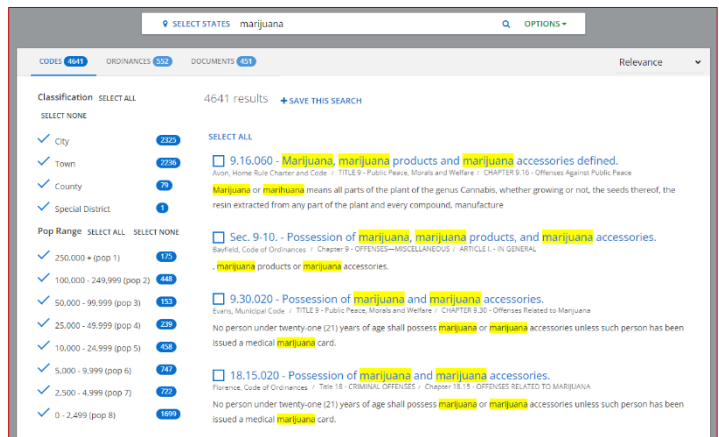 SELECT STATES marijuana OPTIONS
CODES 4641 ORDINANCES 552 DOCUMENTS 451 Relevance
Classification SELECT ALL
SELECT NONE
City 2325
Town 2236
County 79
Special District 1
Pop Range SELECT ALL SELECT NONE
250,000 + (pop 1) 175
100,000 - 249,999 (pop 2) 448
50,000 - 99,999 (pop 3) 153
25,000 - 49,999 (pop 4) 239
10,000 - 24,999 (pop 5) 458
5,000 - 9,999 (pop 6) 747
2,500 - 4,999 (pop 7) 722
0 - 2,499 (pop 8) 1699
4641 results + SAVE THIS SEARCH
SELECT ALL
9.16.060 - Marijuana, marijuana products and marijuana accessories defined.
Avon, Home Rule Charter and Code / TITLE 9 - Public Peace, Morals and Welfare / CHAPTER 9.16 - Offenses Against Public Peace
Marijuana or marihuana means all parts of the plant of the genus Cannabis, whether growing or not, the seeds thereof, the
resin extracted from any part of the plant and every compound, manufacture
Sec. 9-10. - Possession of marijuana, marijuana products, and marijuana accessories.
Bayfield, Code of Ordinances / Chapter 9 - OFFENSES—MISCELLANEOUS / ARTICLE I. - IN GENERAL
, marijuana products or marijuana accessories.
9.30.020 - Possession of marijuana and marijuana accessories.
Evans, Municipal Code / TITLE 9 - Public Peace, Morals and Welfare / CHAPTER 9.30 - Offenses Related to Marijuana
No person under twenty-one (21) years of age shall possess marijuana or marijuana accessories unless such person has been
issued a medical marijuana card.
18.15.020 - Possession of marijuana and marijuana accessories.
Florence, Code of Ordinances / Title 18 - CRIMINAL OFFENSES / Chapter 18.15 - OFFENSES RELATED TO MARIJUANA
No person under twenty-one (21) years of age shall possess marijuana or marijuana accessories unless such person has been
issued a medical marijuana card.